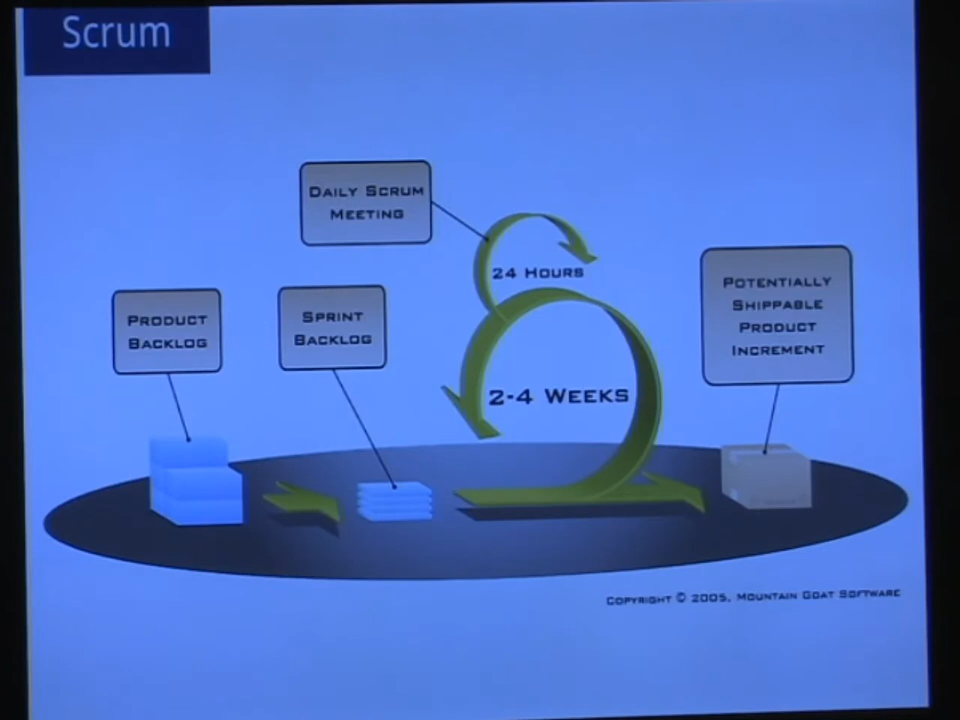 Scrum
DAILY SCRUM
MEETING
24 HOURS
PRODUCT
BACKLOG
SPRINT
BACKLOG
2-4 WEEKS
POTENTIALLY
SHIPPABLE
PRODUCT
INCREMENT
COPYRIGHT © 2005, MOUNTAIN GOAT SOFTWARE